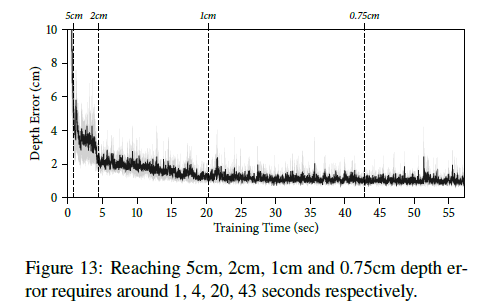 5cm 2cm 1cm 0.75cm
10
8
6
4
2
0
Depth Error (cm)
0 5 10 15 20 25 30 35 40 45 50 55
Training Time (sec)
Figure 13: Reaching 5cm, 2cm, 1cm and 0.75cm depth er-
ror requires around 1, 4, 20, 43 seconds respectively.